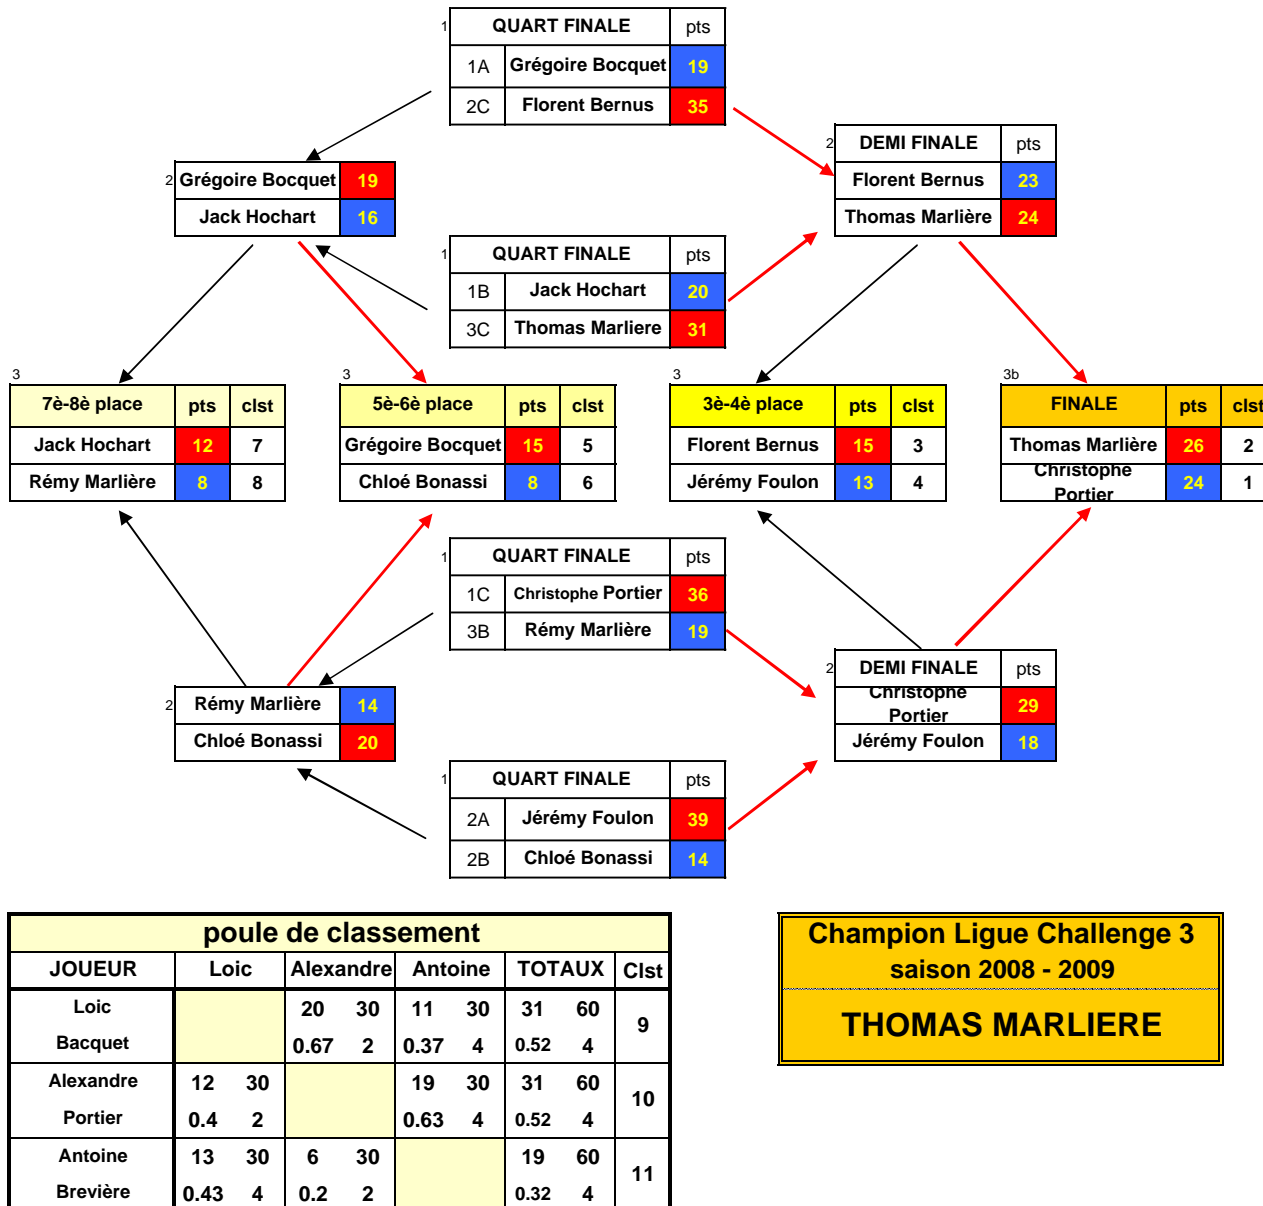 1 QUART FINALE pts
1A Grégoire Bocquet 19
2C Florent Bernus 35
2 DEMI FINALE pts
Florent Bernus 23
Thomas Marlière 24
2 Grégoire Bocquet 19
Jack Hochart 16
1 QUART FINALE pts
1B Jack Hochart 20
3C Thomas Marliere 31
3
7è-8è place pts clst
Jack Hochart 12 7
Rémy Marlière 8 8
3
5è-6è place pts clst
Grégoire Bocquet 15 5
Chloé Bonassi 8 6
3
3è-4è place pts clst
Florent Bernus 15 3
Jérémy Foulon 13 4
3b
FINALE pts clst
Thomas Marlière 26 2
Christophe
Portier 24 1
1 QUART FINALE pts
1C Christophe Portier 36
3B Rémy Marlière 19
2 Rémy Marlière 14
Chloé Bonassi 20
2 DEMI FINALE pts
Christophe
Portier 29
Jérémy Foulon 18
1 QUART FINALE pts
2A Jérémy Foulon 39
2B Chloé Bonassi 14
poule de classement
JOUEUR Loic Alexandre Antoine TOTAUX Clst
Loic 20 30 11 30 31 60
9
Bacquet 0.67 2 0.37 4 0.52 4
Alexandre 12 30 19 30 31 60
10
Portier 0.4 2 0.63 4 0.52 4
Antoine 13 30 6 30 19 60
11
Brevière 0.43 4 0.2 2 0.32 4
Champion Ligue Challenge 3
saison 2008 - 2009
THOMAS MARLIERE